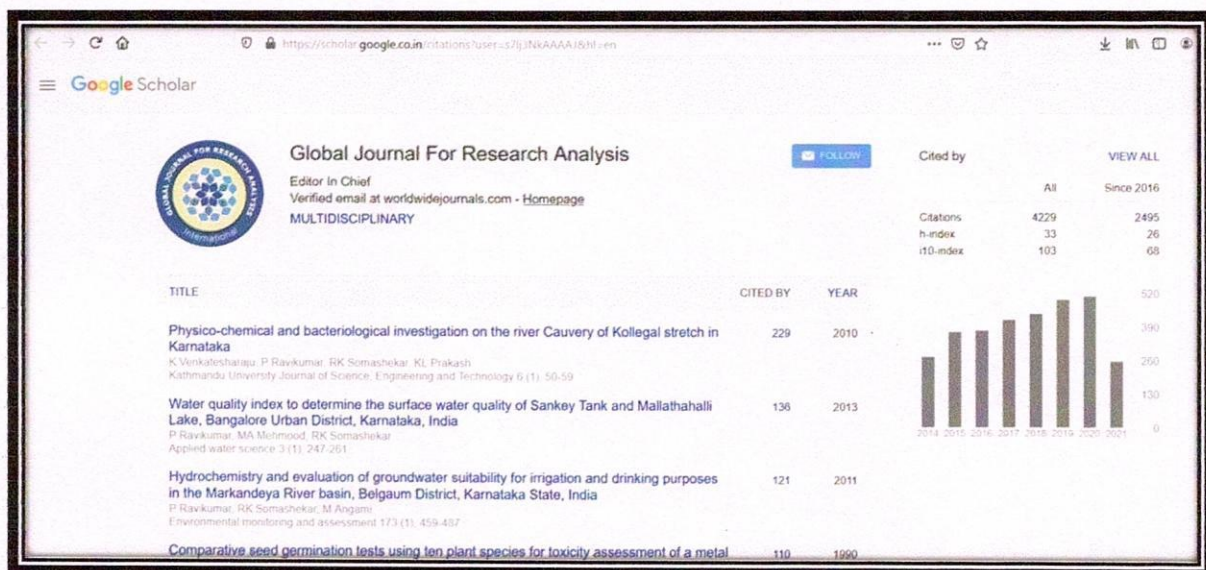 https://scholar.google.co.in/citations?user=s7lj3NkAAAAJ&hl=en
Google Scholar
GLOBAL JOURNAL FOR RESEARCH ANALYSIS
International
Global Journal For Research Analysis
Editor In Chief
Verified email at worldwidejournals.com - Homepage
MULTIDISCIPLINARY
FOLLOW
TITLE CITED BY YEAR
Physico-chemical and bacteriological investigation on the river Cauvery of Kollegal stretch in 229 2010
Karnataka
K Venkatesharaju, P Ravikumar, RK Somashekar, KL Prakash
Kathmandu University Journal of Science, Engineering and Technology 6 (1), 50-59
Water quality index to determine the surface water quality of Sankey Tank and Mallathahalli 136 2013
Lake, Bangalore Urban District, Karnataka, India
P Ravikumar, MA Mehmood, RK Somashekar
Applied water science 3 (1), 247-261
Hydrochemistry and evaluation of groundwater suitability for irrigation and drinking purposes 121 2011
in the Markandeya River basin, Belgaum District, Karnataka State, India
P Ravikumar, RK Somashekar, M Angami
Environmental monitoring and assessment 173 (1), 459-487
Comparative seed germination tests using ten plant species for toxicity assessment of a metal 110 1990
Cited by VIEW ALL
All Since 2016
Citations 4229 2495
h-index 33 26
i10-index 103 68
520
390
260
130
0
2014 2015 2016 2017 2018 2019 2020 2021